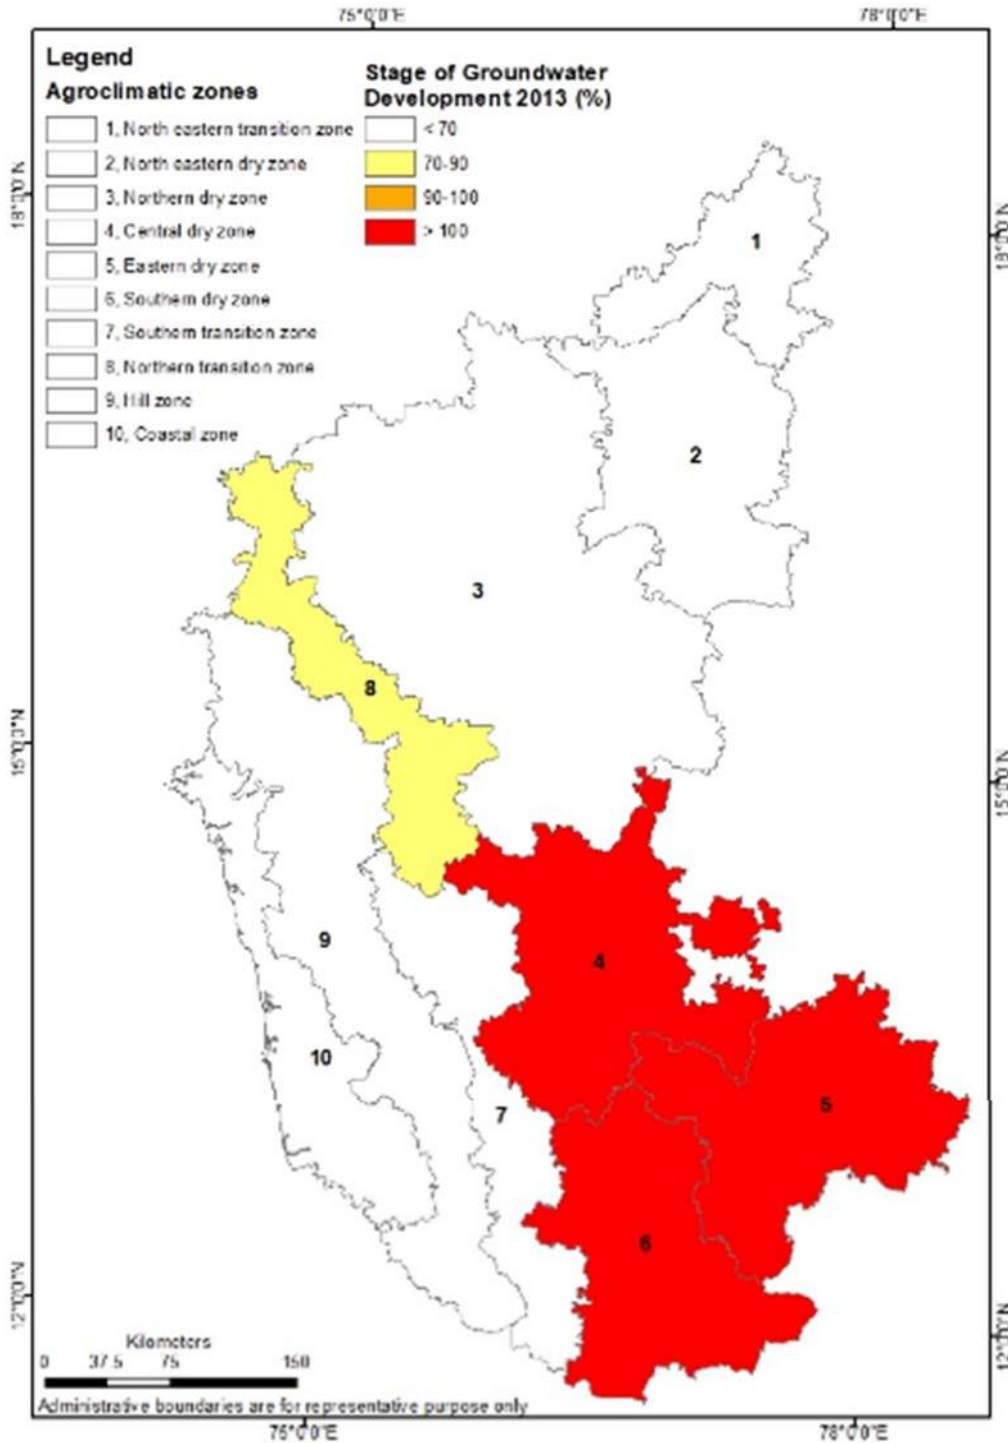 75°0'0"E 78°0'0"E
Legend
Agroclimatic zones
1, North eastern transition zone
2, North eastern dry zone
3, Northern dry zone
4, Central dry zone
5, Eastern dry zone
6, Southern dry zone
7, Southern transition zone
8, Northern transition zone
9, Hill zone
10, Coastal zone
Stage of Groundwater
Development 2013 (%)
< 70
70-90
90-100
> 100
18°0'0"N
18°0'0"N
15°0'0"N
15°0'0"N
12°0'0"N
12°0'0"N
1
2
3
8
9
4
10
7
5
6
Kilometers
0 37.5 75 150
Administrative boundaries are for representative purpose only
75°0'0"E 78°0'0"E